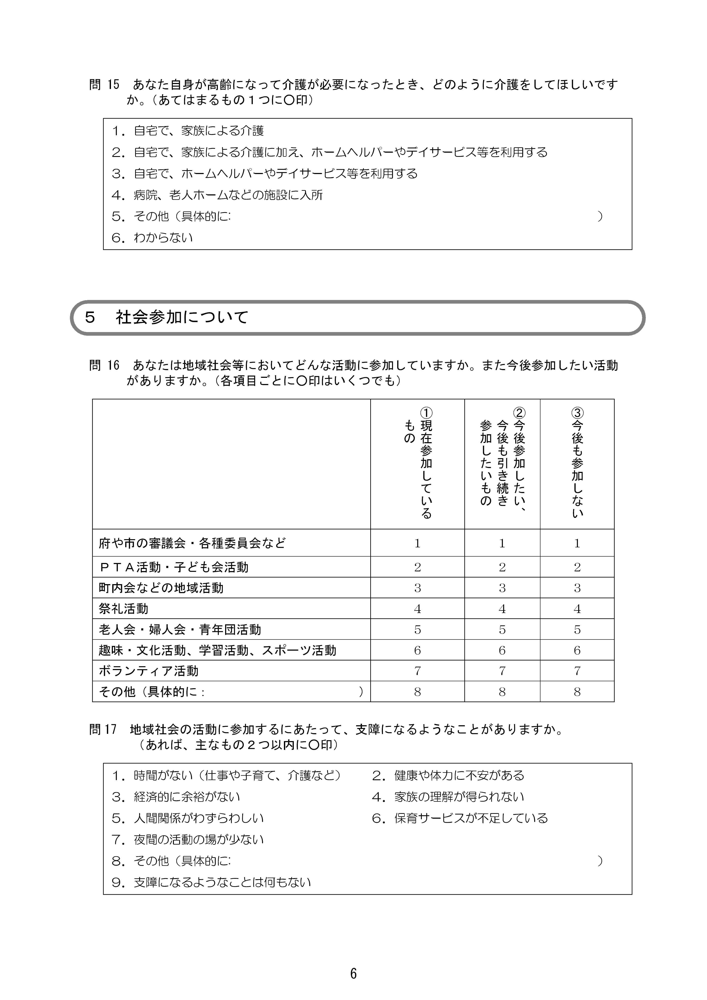 問 15　あなた自身が高齢になって介護が必要になったとき、どのように介護をしてほしいです
か。（あてはまるもの１つに〇印）
１．自宅で、家族による介護
２．自宅で、家族による介護に加え、ホームヘルパーやデイサービス等を利用する
３．自宅で、ホームヘルパーやデイサービス等を利用する
４．病院、老人ホームなどの施設に入所
５．その他（具体的に:　　　　　　　　　　）
６．わからない
５　社会参加について
問 16　あなたは地域社会等においてどんな活動に参加していますか。また今後参加したい活動
がありますか。（各項目ごとに〇印はいくつでも）
①現在参加している
もの
②今後参加したい、
今後も引き続き
参加したいもの
③今後も参加しない
府や市の審議会・各種委員会など　1　1　1
ＰＴＡ活動・子ども会活動　2　2　2
町内会などの地域活動　3　3　3
祭礼活動　4　4　4
老人会・婦人会・青年団活動　5　5　5
趣味・文化活動、学習活動、スポーツ活動　6　6　6
ボランティア活動　7　7　7
その他（具体的に：　　　　　　　　　　）　8　8　8
問 17　地域社会の活動に参加するにあたって、支障になるようなことがありますか。
（あれば、主なもの２つ以内に〇印）
１．時間がない（仕事や子育て、介護など）　２．健康や体力に不安がある
３．経済的に余裕がない　４．家族の理解が得られない
５．人間関係がわずらわしい　６．保育サービスが不足している
７．夜間の活動の場が少ない
８．その他（具体的に:　　　　　　　　　　）
９．支障になるようなことは何もない
6